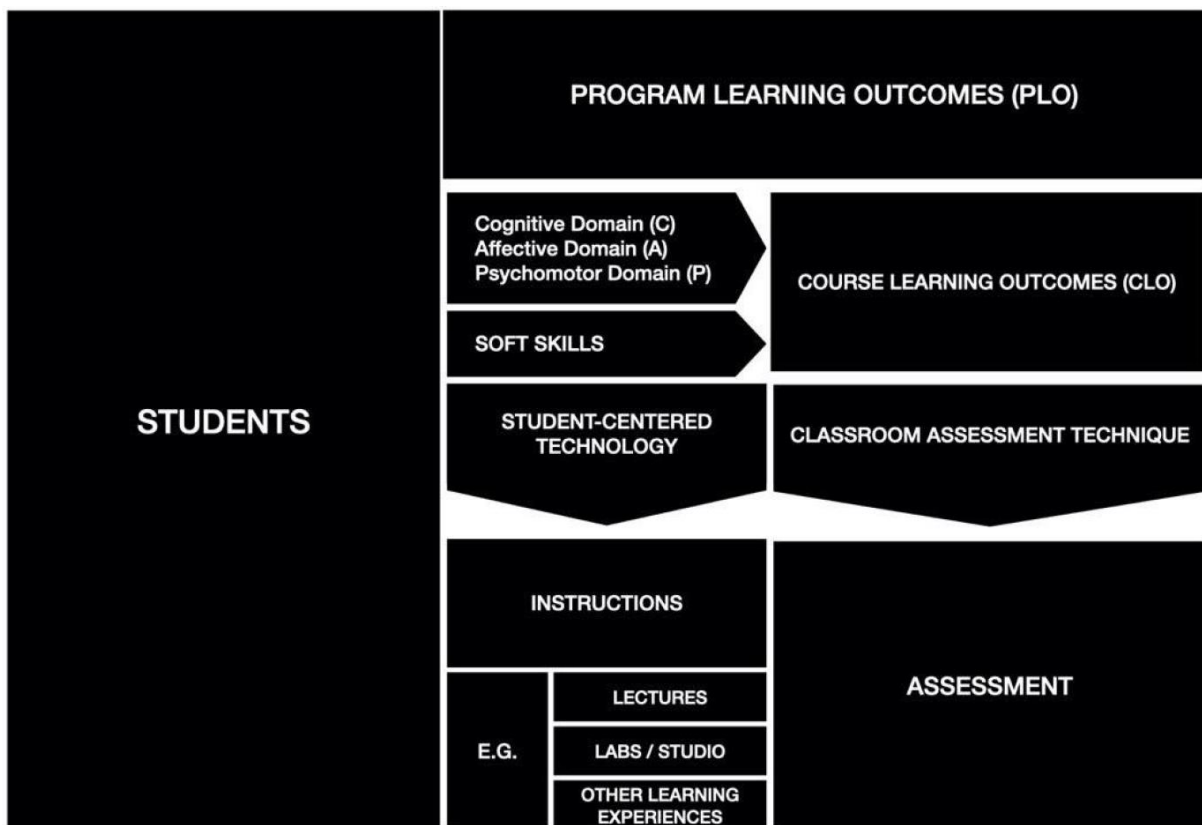 STUDENTS
PROGRAM LEARNING OUTCOMES (PLO)
Cognitive Domain (C)
Affective Domain (A)
Psychomotor Domain (P)
SOFT SKILLS
COURSE LEARNING OUTCOMES (CLO)
STUDENT-CENTERED
TECHNOLOGY
CLASSROOM ASSESSMENT TECHNIQUE
INSTRUCTIONS
E.G.
LECTURES
LABS / STUDIO
OTHER LEARNING
EXPERIENCES
ASSESSMENT